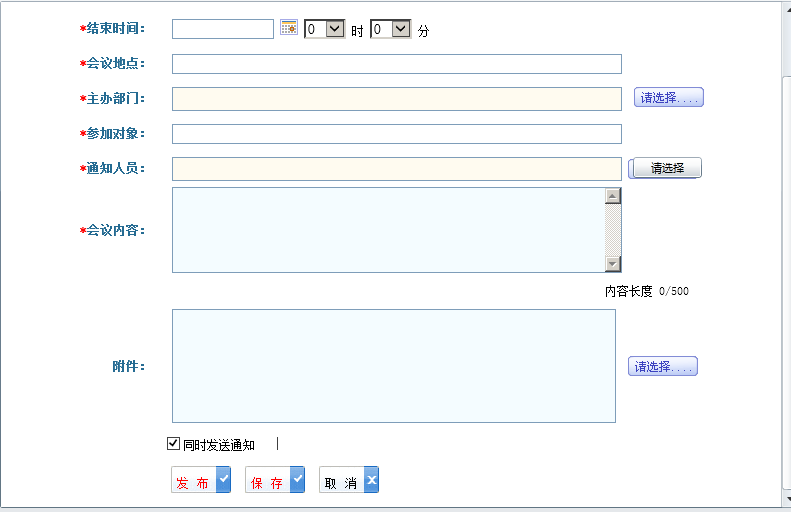 *结束时间： 0 时 0 分
*会议地点：
*主办部门： 请选择....
*参加对象：
*通知人员： 请选择
*会议内容：
内容长度 0/500
附件： 请选择....
同时发送通知
发 布 保 存 取 消